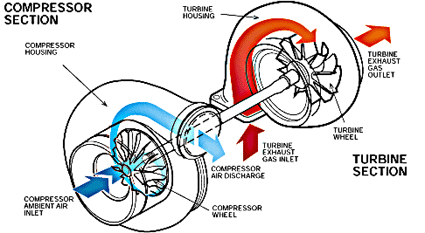 COMPRESSOR
SECTION
TURBINE
HOUSING
COMPRESSOR
HOUSING
TURBINE
EXHAUST
GAS
OUTLET
TURBINE
WHEEL
TURBINE
EXHAUST
GAS INLET
COMPRESSOR
AIR DISCHARGE
TURBINE
SECTION
COMPRESSOR
AMBIENT AIR
INLET
COMPRESSOR
WHEEL